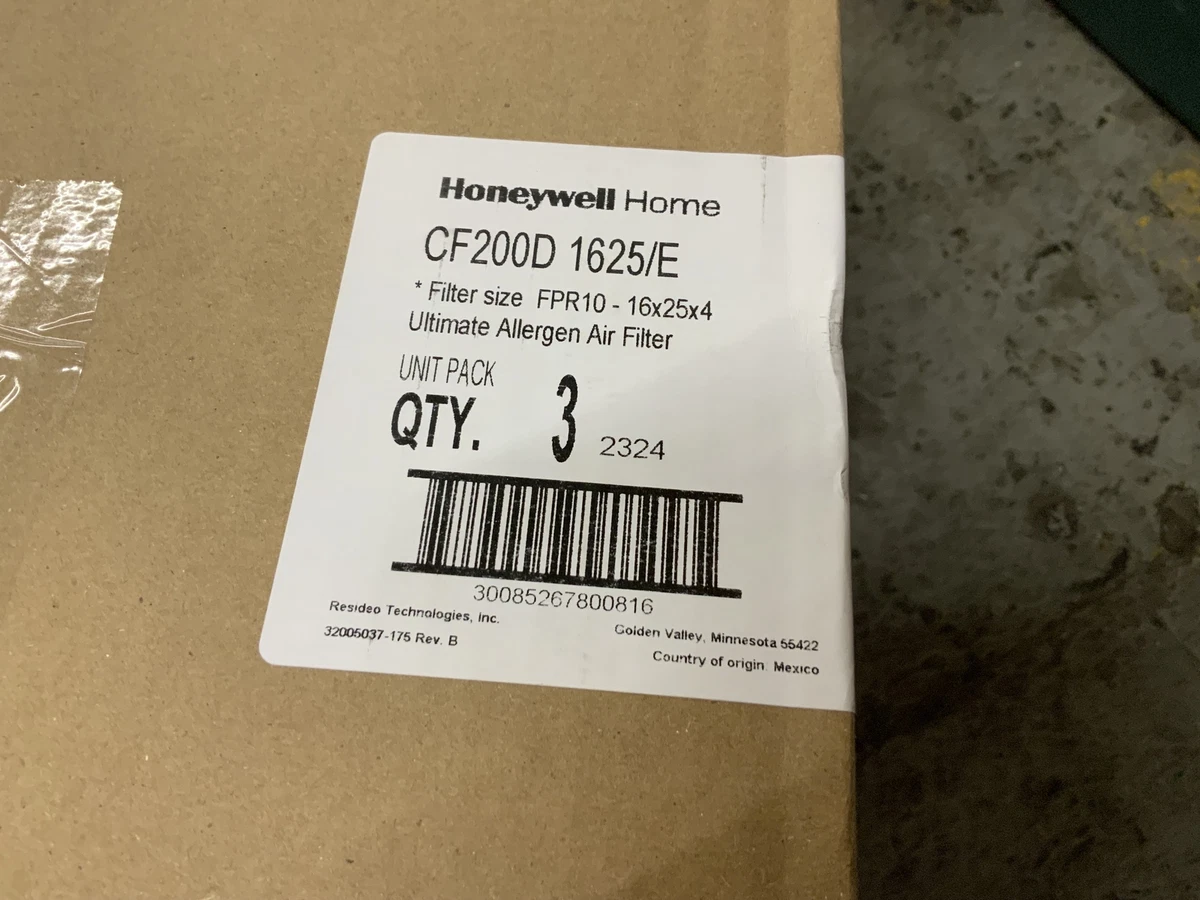 Honeywell Home
CF200D 1625/E
* Filter size FPR10 - 16x25x4
Ultimate Allergen Air Filter
UNIT PACK
QTY. 3 2324
30085267800816
Resideo Technologies, Inc.
32005037-175 Rev. B
Golden Valley, Minnesota 55422
Country of origin: Mexico